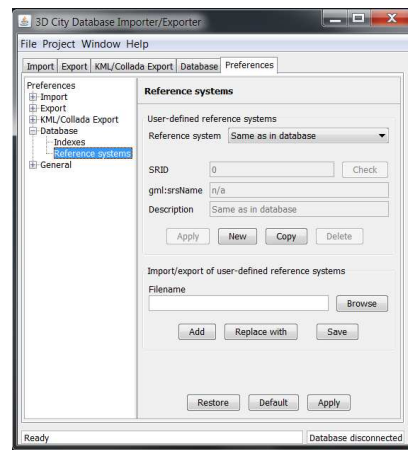 3D City Database Importer/Exporter
File Project Window Help
Import Export KML/Collada Export Database Preferences
Preferences
Import
Export
KML/Collada Export
Database
Indexes
Reference systems
General
Reference systems
User-defined reference systems
Reference system Same as in database
SRID 0 Check
gml:srsName n/a
Description Same as in database
Apply New Copy Delete
Import/export of user-defined reference systems
Filename
Browse
Add Replace with Save
Restore Default Apply
Ready Database disconnected